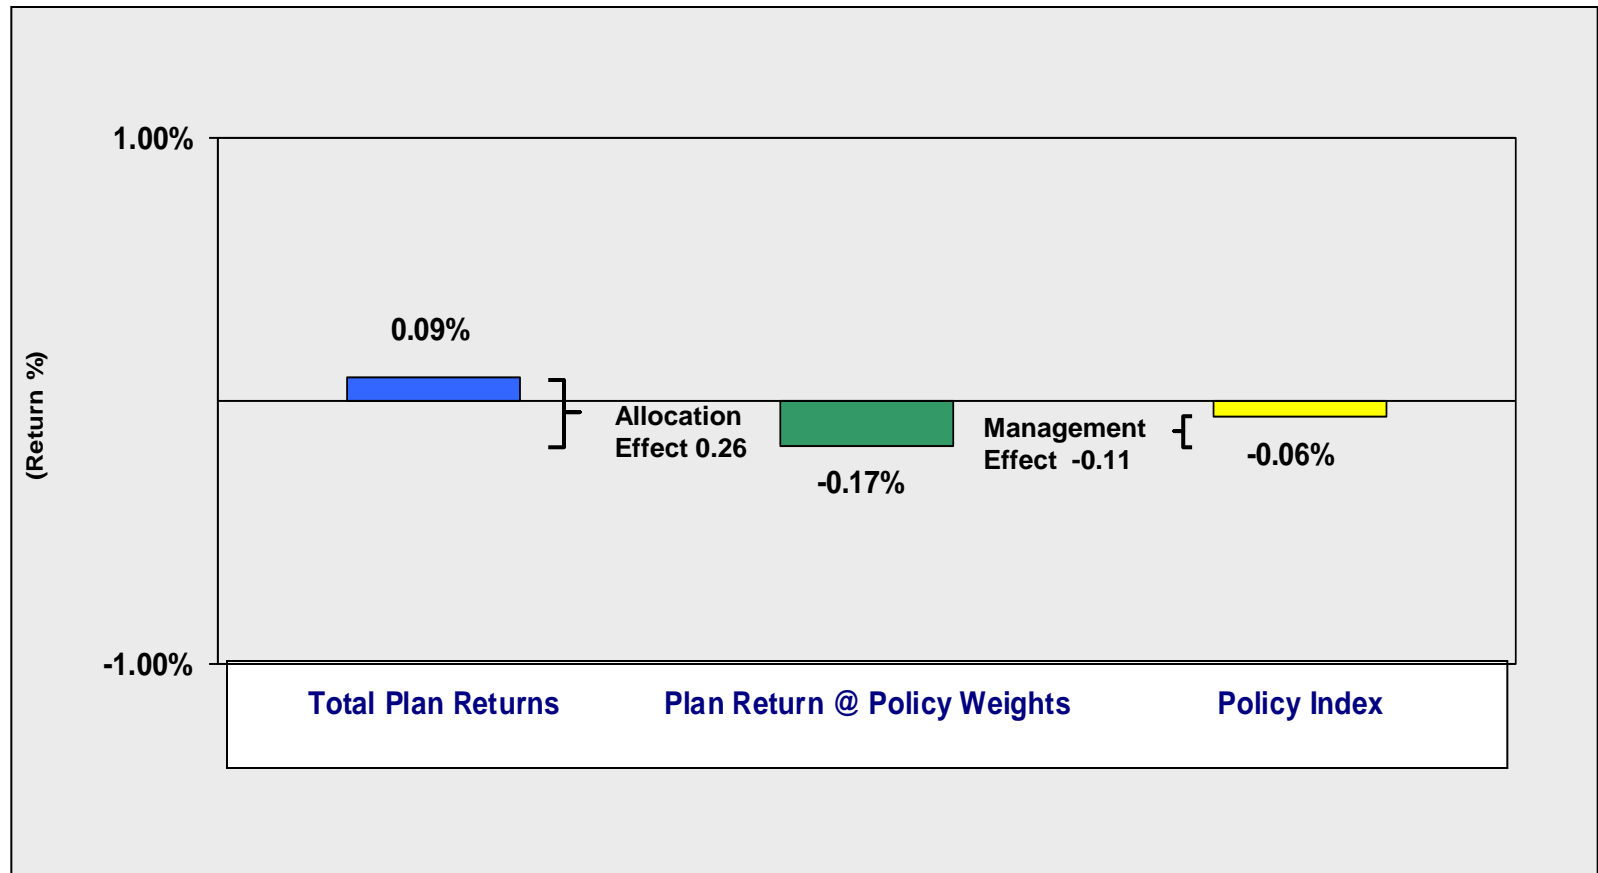 1.00%
0.09%
(Return %)
Allocation
Effect 0.26
Management
Effect -0.11
-0.06%
-0.17%
-1.00%
Total Plan Returns
Plan Return @ Policy Weights
Policy Index